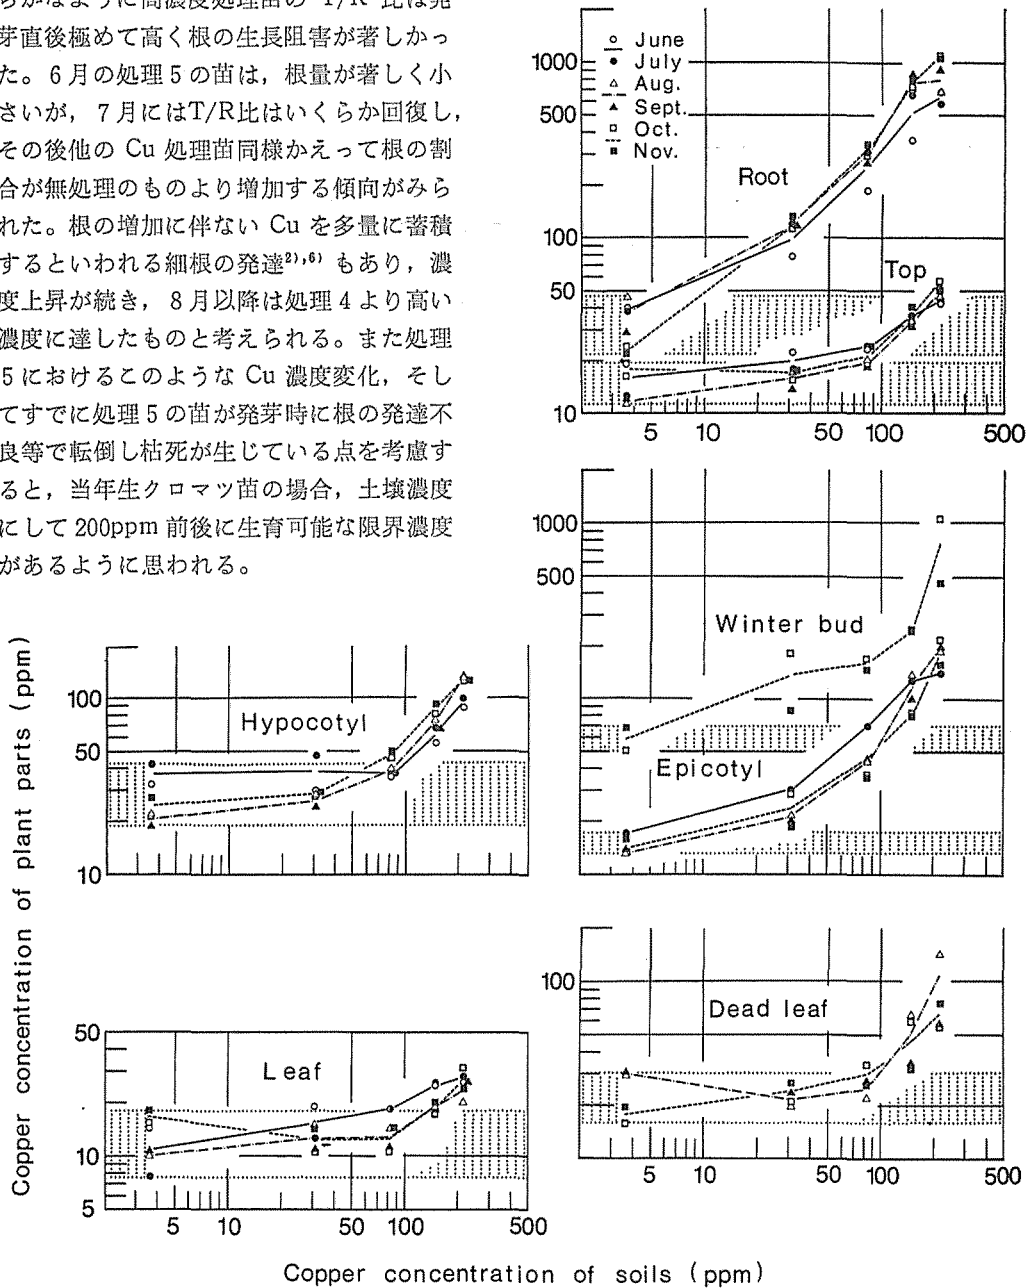 らかなように高濃度処理苗の T/R 比は発
芽直後極めて高く根の生長阻害が著しかっ
た。6月の処理5の苗は，根量が著しく小
さいが，7月にはT/R比はいくらか回復し，
その後他の Cu 処理苗同様かえって根の割
合が無処理のものより増加する傾向がみら
れた。根の増加に伴ない Cu を多量に蓄積
するといわれる細根の発達2),6) もあり，濃
度上昇が続き，8月以降は処理4より高い
濃度に達したものと考えられる。また処理
5におけるこのような Cu 濃度変化，そし
てすでに処理5の苗が発芽時に根の発達不
良等で転倒し枯死が生じている点を考慮す
ると，当年生クロマツ苗の場合，土壌濃度
にして 200ppm 前後に生育可能な限界濃度
があるように思われる。
June
July
Aug.
Sept.
Oct.
Nov.
1000
500
100
50
10
Root
Top
5 10 50 100 500
1000
500
Winter bud
Epicotyl
100
50
10
Hypocotyl
100
Dead leaf
5 10 50 100 500
50
10
5
Leaf
5 10 50 100 500
Copper concentration of plant parts (ppm)
Copper concentration of soils (ppm)